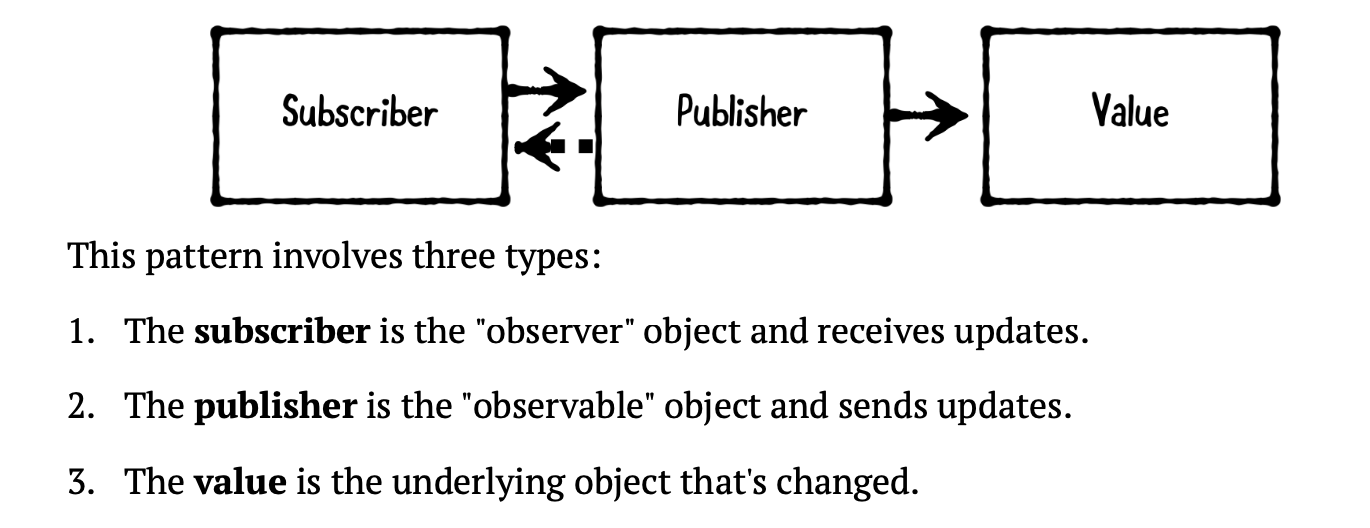 Subscriber
Publisher
Value
This pattern involves three types:
1. The subscriber is the "observer" object and receives updates.
2. The publisher is the "observable" object and sends updates.
3. The value is the underlying object that's changed.